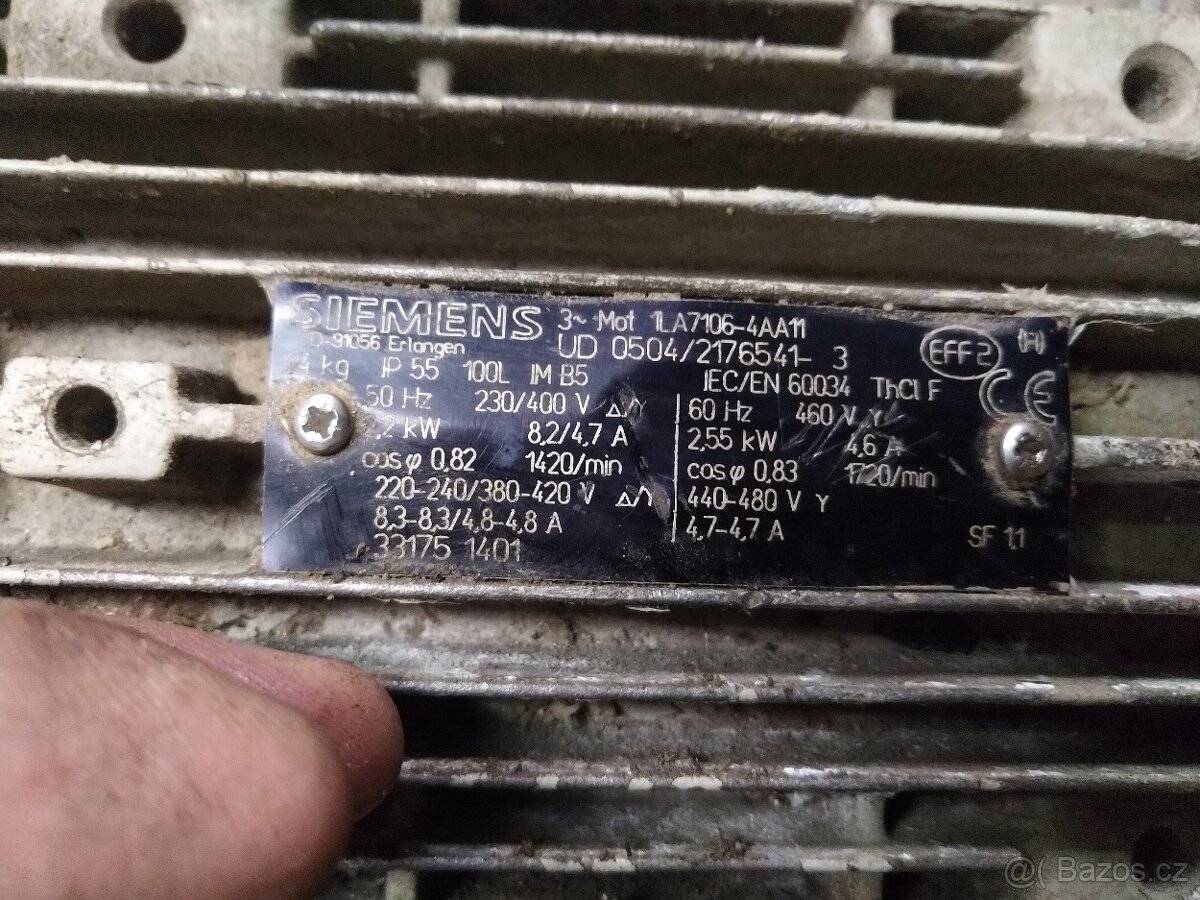 SIEMENS
3~ Mot 1LA7106-4AA11
D-91056 Erlangen
UD 0504/2176541- 3
EFF2
(H)
4 kg IP 55 100L IM B5
IEC/EN 60034 ThCl F
CE
50 Hz 230/400 V Δ/Y
,2 kW 8,2/4,7 A
cos φ 0,82 1420/min
220-240/380-420 V Δ/Y
8,3-8,3/4,8-4,8 A
33175 1401
60 Hz 460 V Y
2,55 kW 4,6 A
cos φ 0,83 1720/min
440-480 V Y
4,7-4,7 A
SF 1,1
@( Bazos.cz